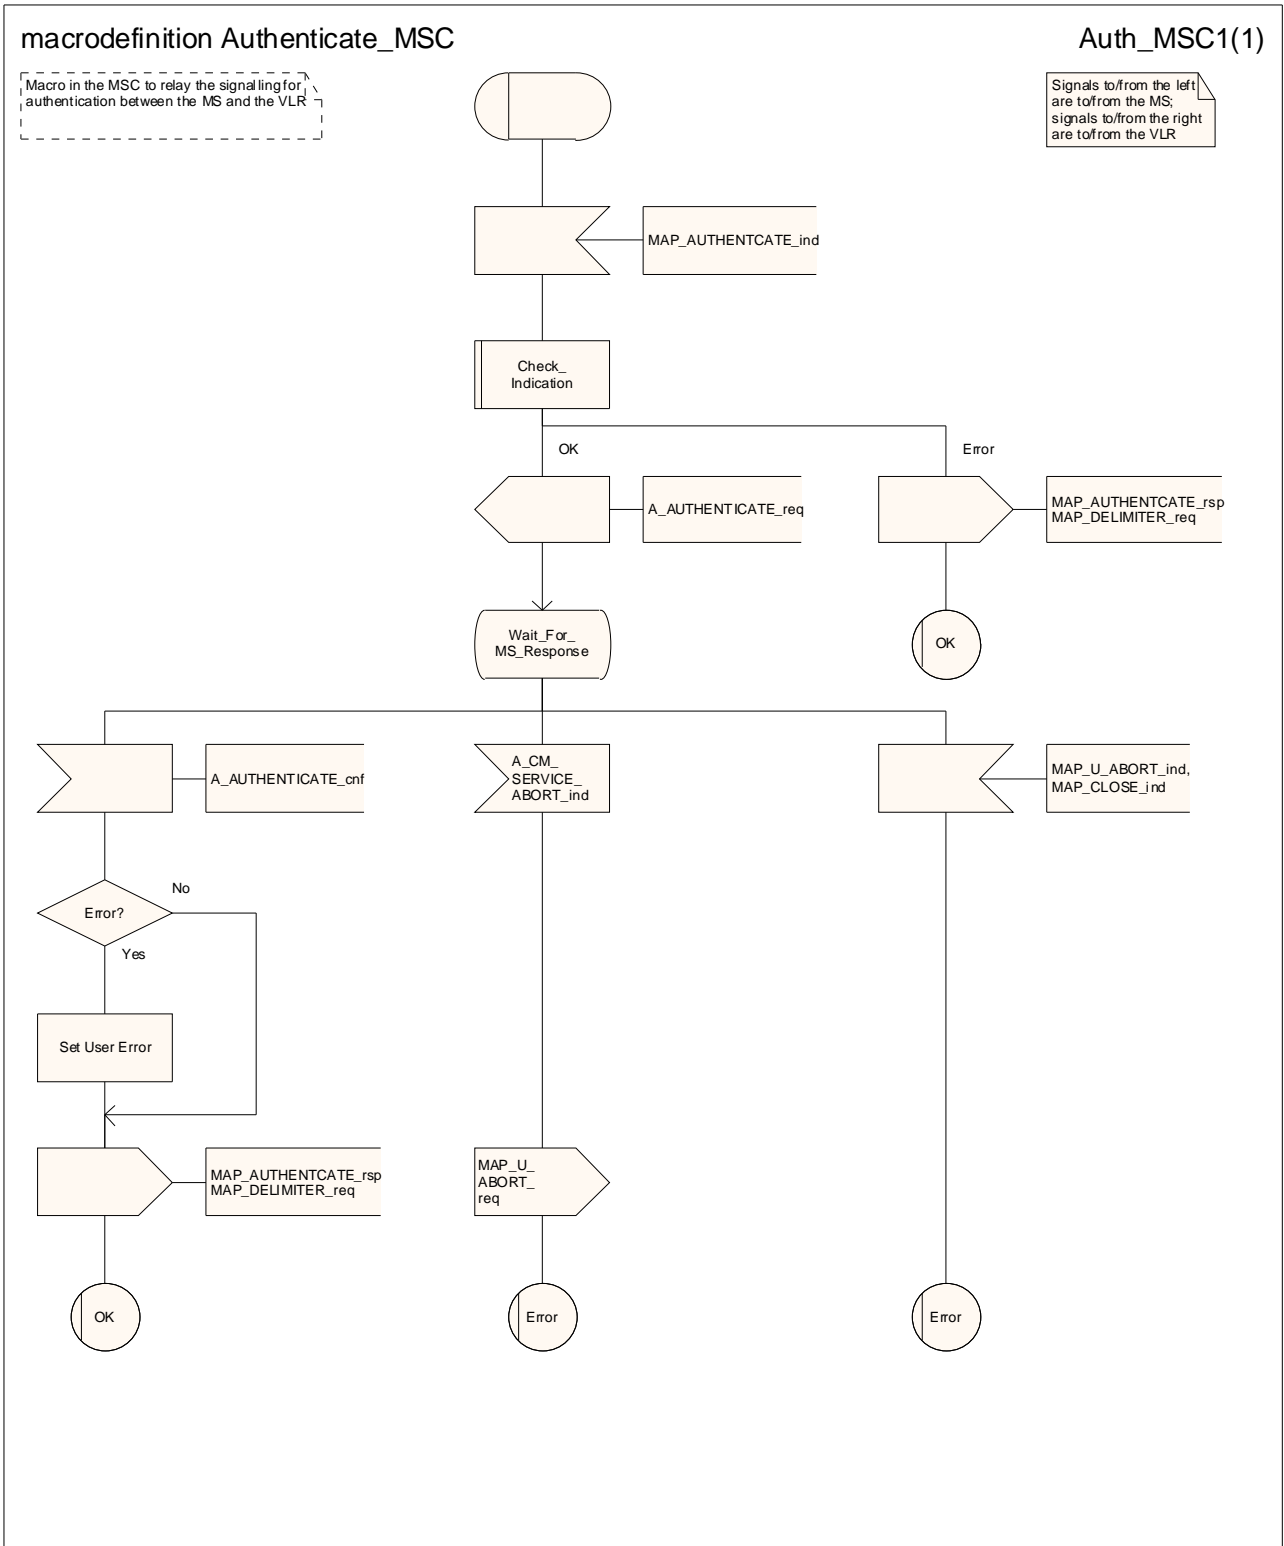 macrodefinition Authenticate_MSC
Auth_MSC1(1)
Macro in the MSC to relay the signalling for
authentication between the MS and the VLR
Signals to/from the left
are to/from the MS;
signals to/from the right
are to/from the VLR
MAP_AUTHENTCATE_ind
Check_
Indication
OK
Error
A_AUTHENTICATE_req
MAP_AUTHENTCATE_rsp
MAP_DELIMITER_req
Wait_For_
MS_Response
OK
A_AUTHENTICATE_cnf
A_CM_
SERVICE_
ABORT_ind
MAP_U_ABORT_ind,
MAP_CLOSE_ind
No
Error?
Yes
Set User Error
MAP_AUTHENTCATE_rsp
MAP_DELIMITER_req
MAP_U_
ABORT_
req
OK
Error
Error